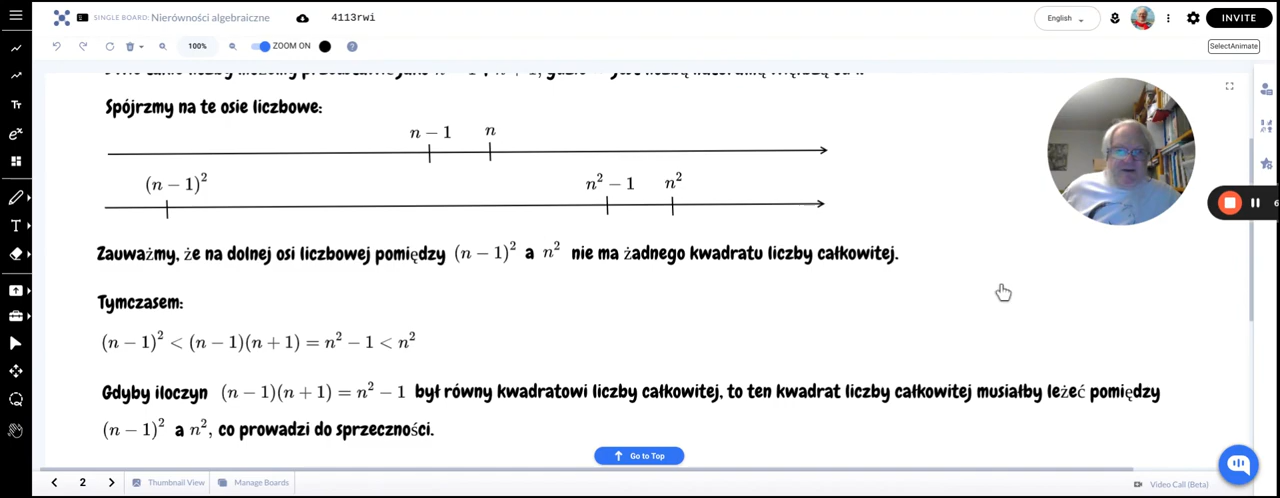 SINGLE BOARD: Nierówności algebraiczne
4113rwi
English
INVITE
100%
ZOOM ON
SelectAnimate
Spójrzmy na te osie liczbowe:
n − 1 n
(n − 1)² n² − 1 n²
Zauważmy, że na dolnej osi liczbowej pomiędzy (n − 1)² a n² nie ma żadnego kwadratu liczby całkowitej.
Tymczasem:
(n − 1)² < (n − 1)(n + 1) = n² − 1 < n²
Gdyby iloczyn (n − 1)(n + 1) = n² − 1 był równy kwadratowi liczby całkowitej, to ten kwadrat liczby całkowitej musiałby leżeć pomiędzy
(n − 1)² a n², co prowadzi do sprzeczności.
Go to Top
2 Thumbnail View Manage Boards Video Call (Beta)